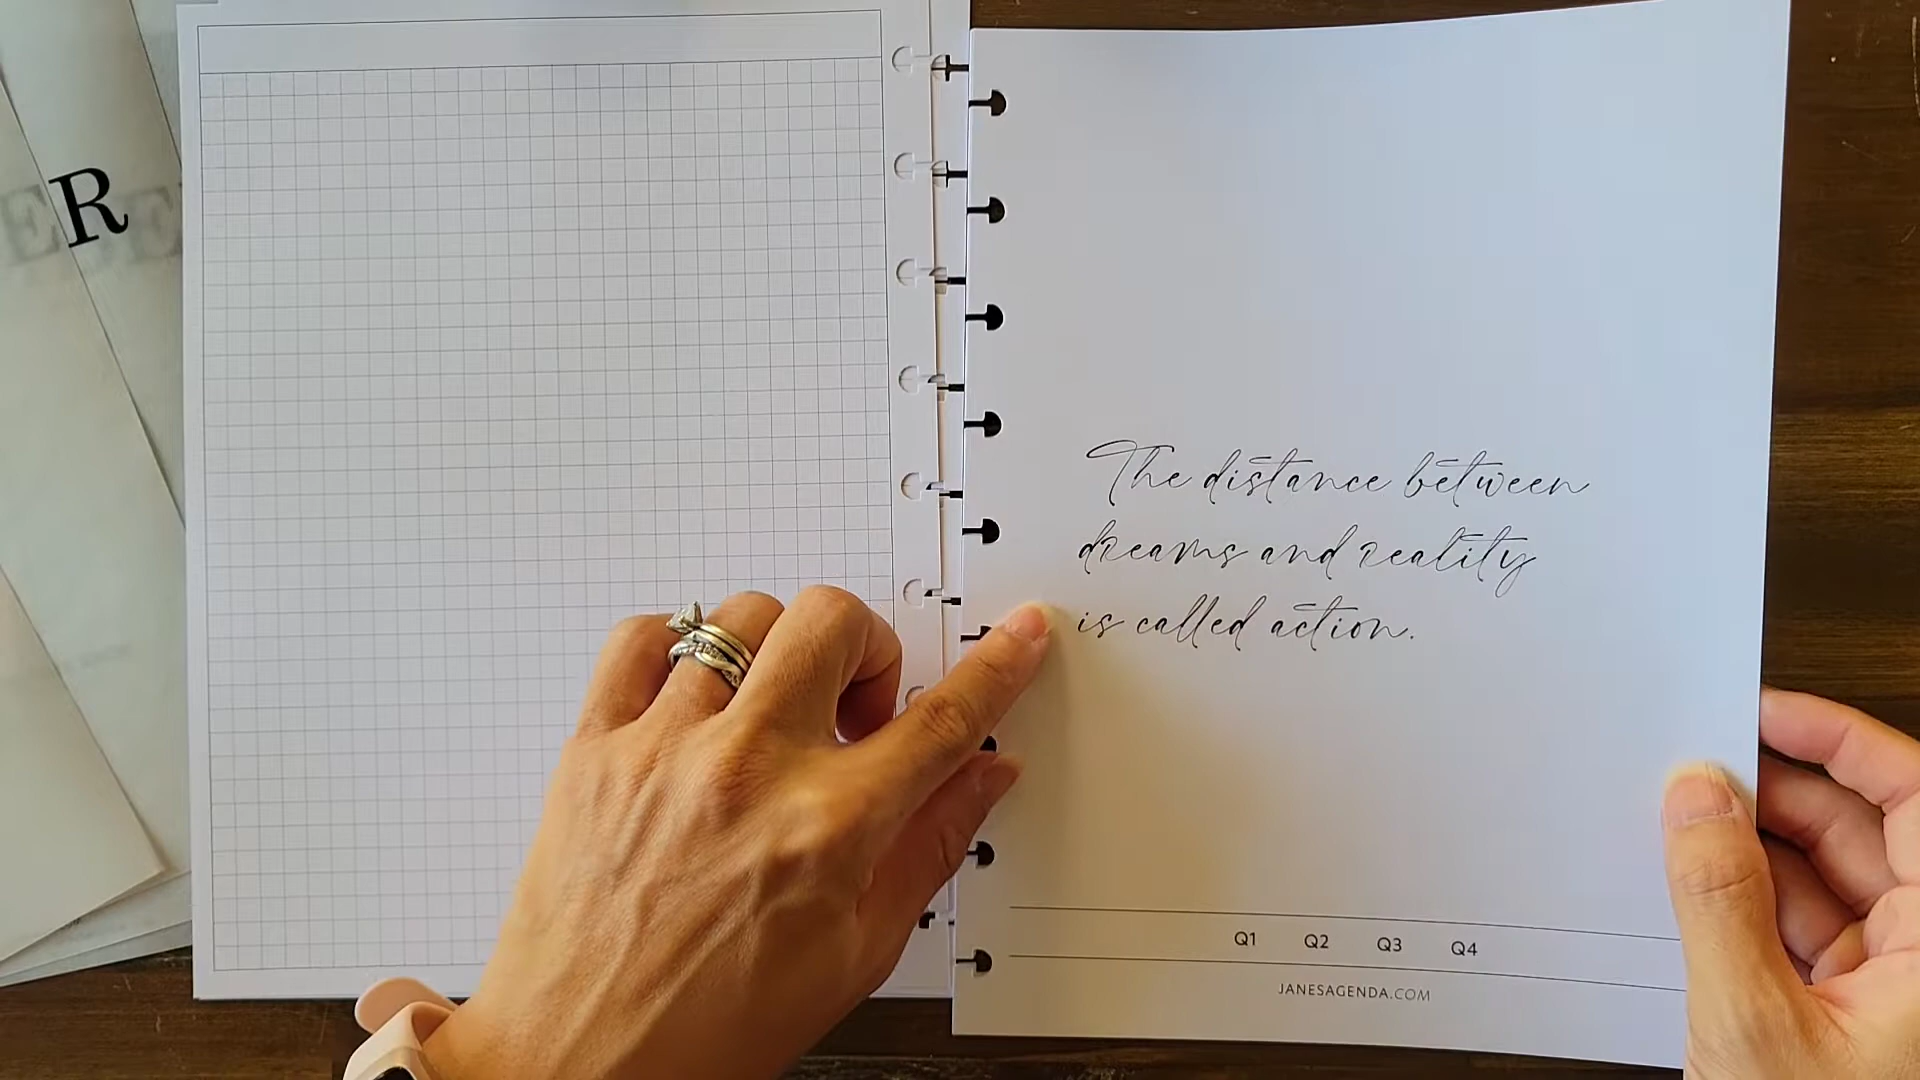 R
The distance between
dreams and reality
is called action.
Q1 Q2 Q3 Q4
JANESAGENDA.COM